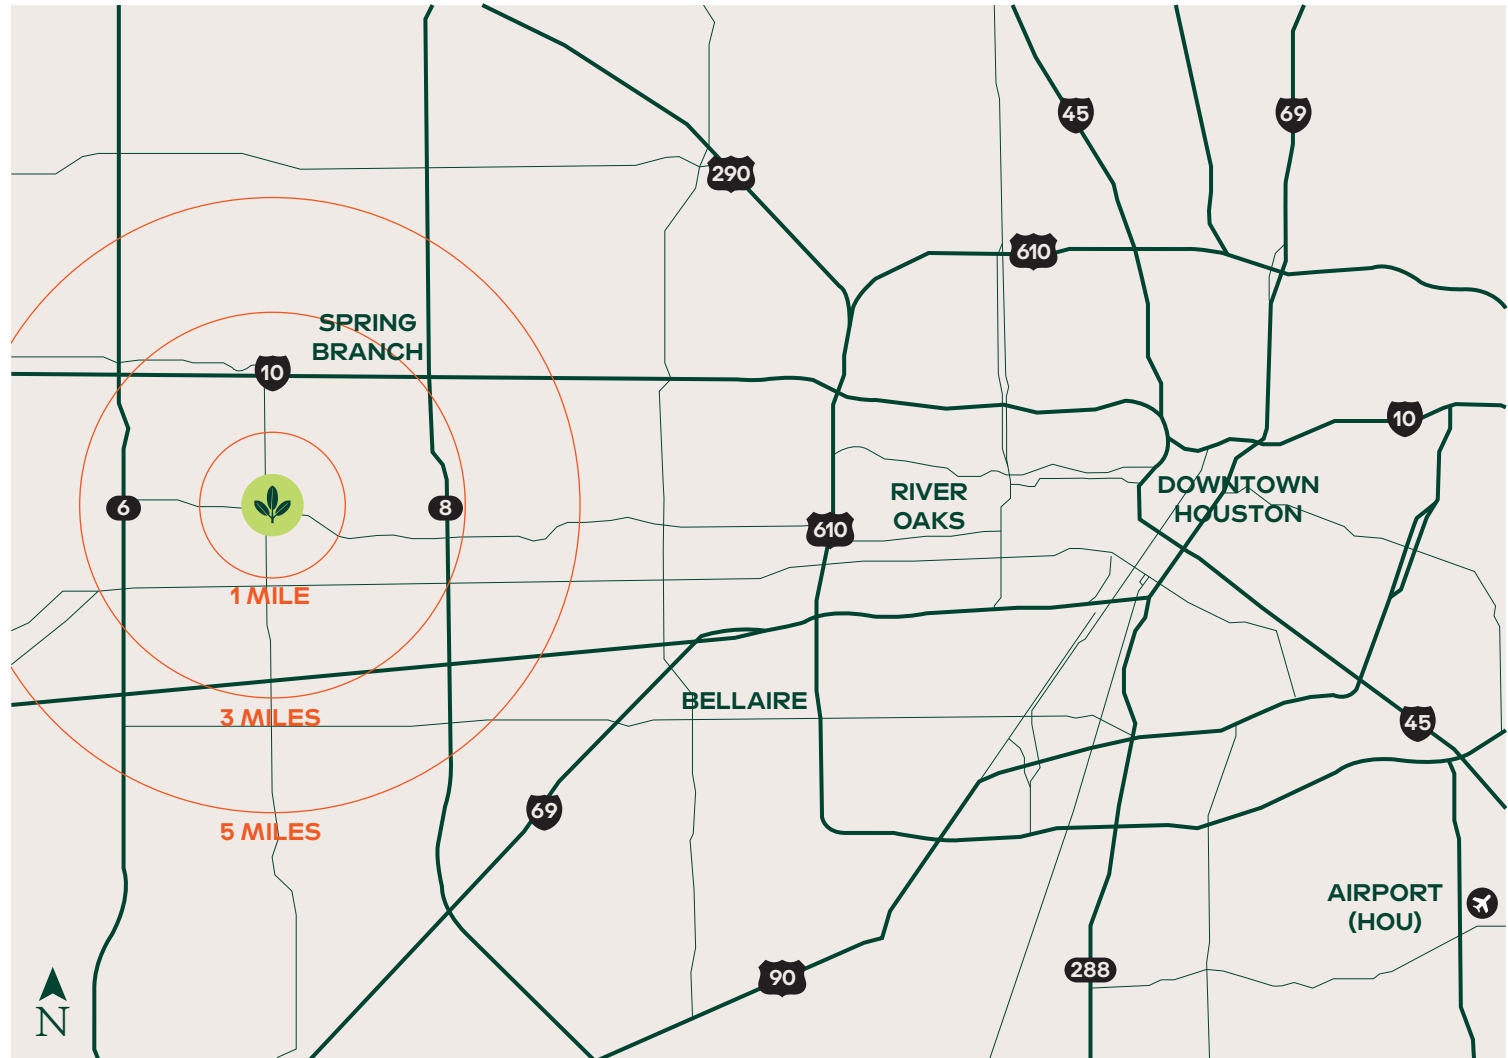 45
69
290
610
SPRING
BRANCH
10
10
RIVER
OAKS
DOWNTOWN
HOUSTON
6
8
610
1 MILE
BELLAIRE
3 MILES
45
69
5 MILES
AIRPORT
(HOU)
90
288
N